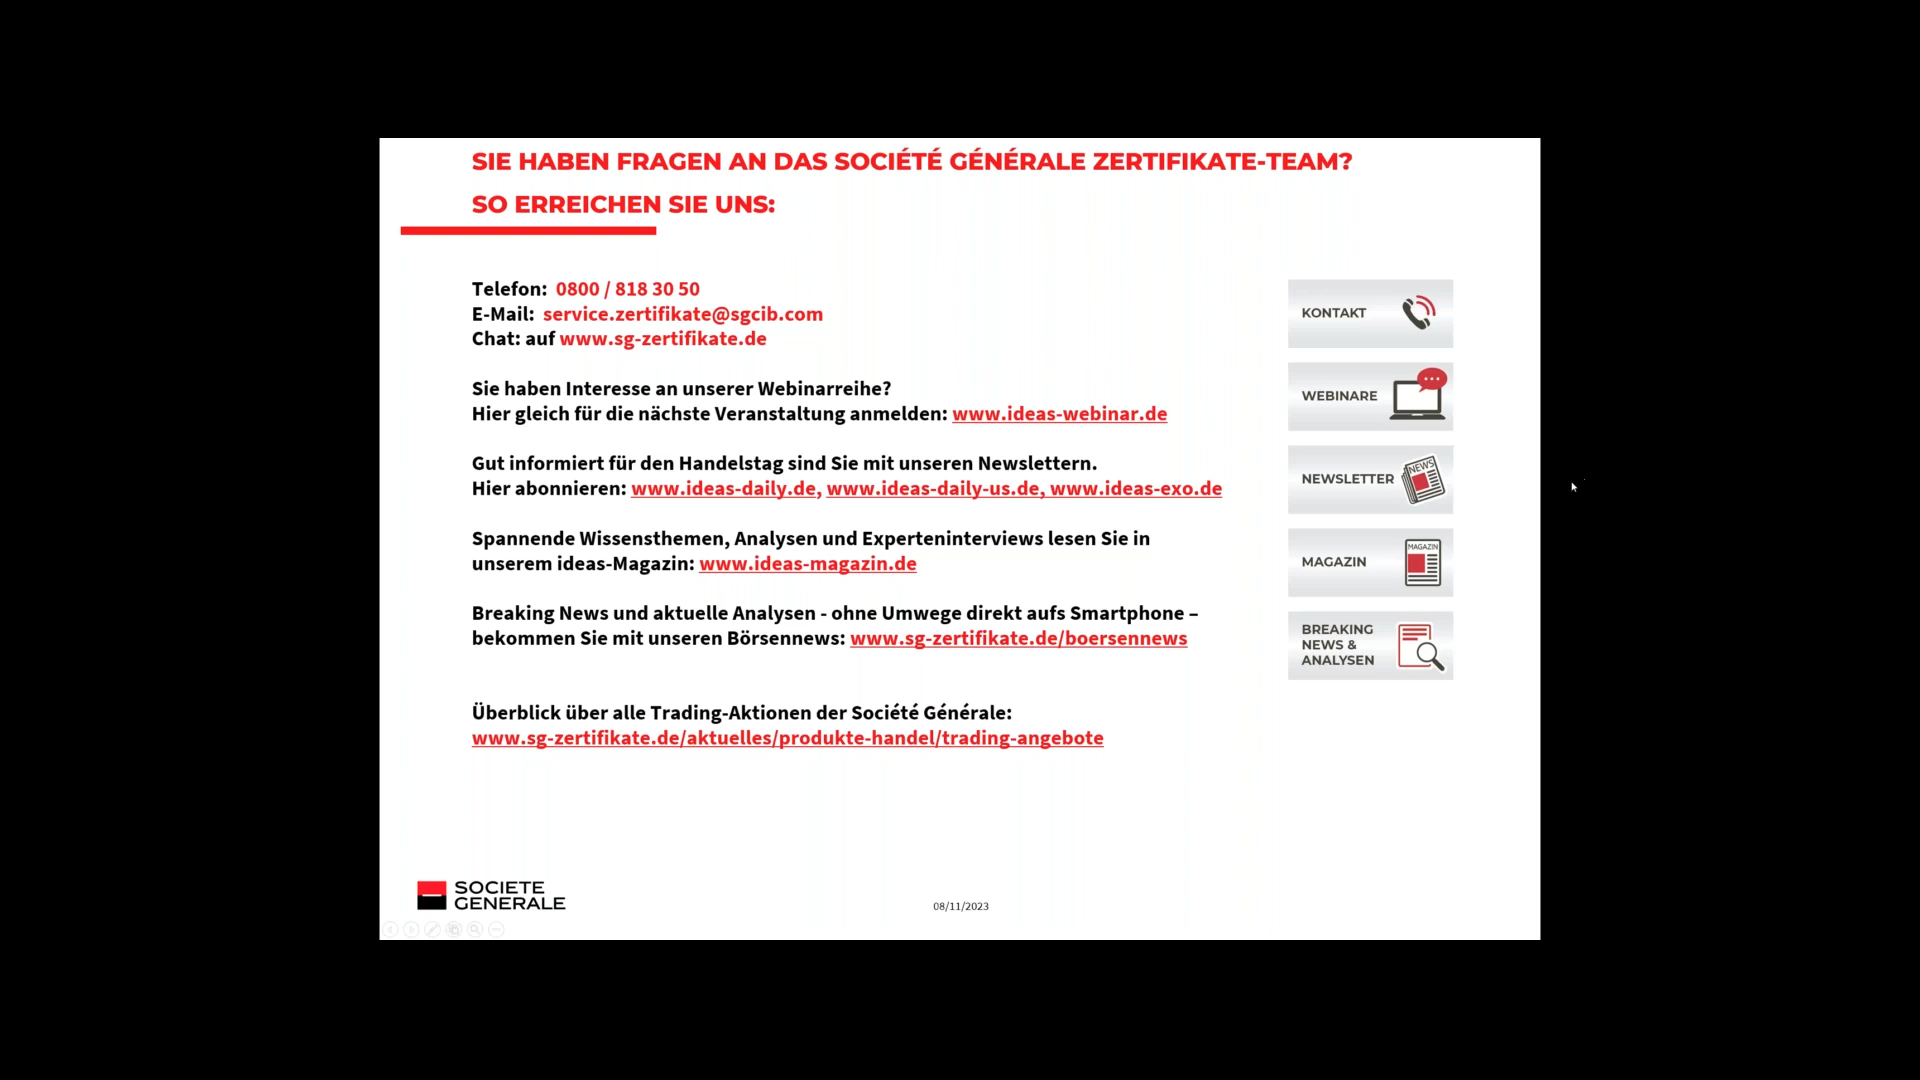 SIE HABEN FRAGEN AN DAS SOCIÉTÉ GÉNÉRALE ZERTIFIKATE-TEAM?
SO ERREICHEN SIE UNS:
Telefon: 0800 / 818 30 50
E-Mail: service.zertifikate@sgcib.com
Chat: auf www.sg-zertifikate.de
Sie haben Interesse an unserer Webinarreihe?
Hier gleich für die nächste Veranstaltung anmelden: www.ideas-webinar.de
Gut informiert für den Handelstag sind Sie mit unseren Newslettern.
Hier abonnieren: www.ideas-daily.de, www.ideas-daily-us.de, www.ideas-exo.de
Spannende Wissensthemen, Analysen und Experteninterviews lesen Sie in
unserem ideas-Magazin: www.ideas-magazin.de
Breaking News und aktuelle Analysen - ohne Umwege direkt aufs Smartphone –
bekommen Sie mit unseren Börsennews: www.sg-zertifikate.de/boersennews
Überblick über alle Trading-Aktionen der Société Générale:
www.sg-zertifikate.de/aktuelles/produkte-handel/trading-angebote
KONTAKT
WEBINARE
NEWSLETTER
NEWS
MAGAZIN
MAGAZIN
BREAKING
NEWS &
ANALYSEN
SOCIETE
GENERALE
08/11/2023